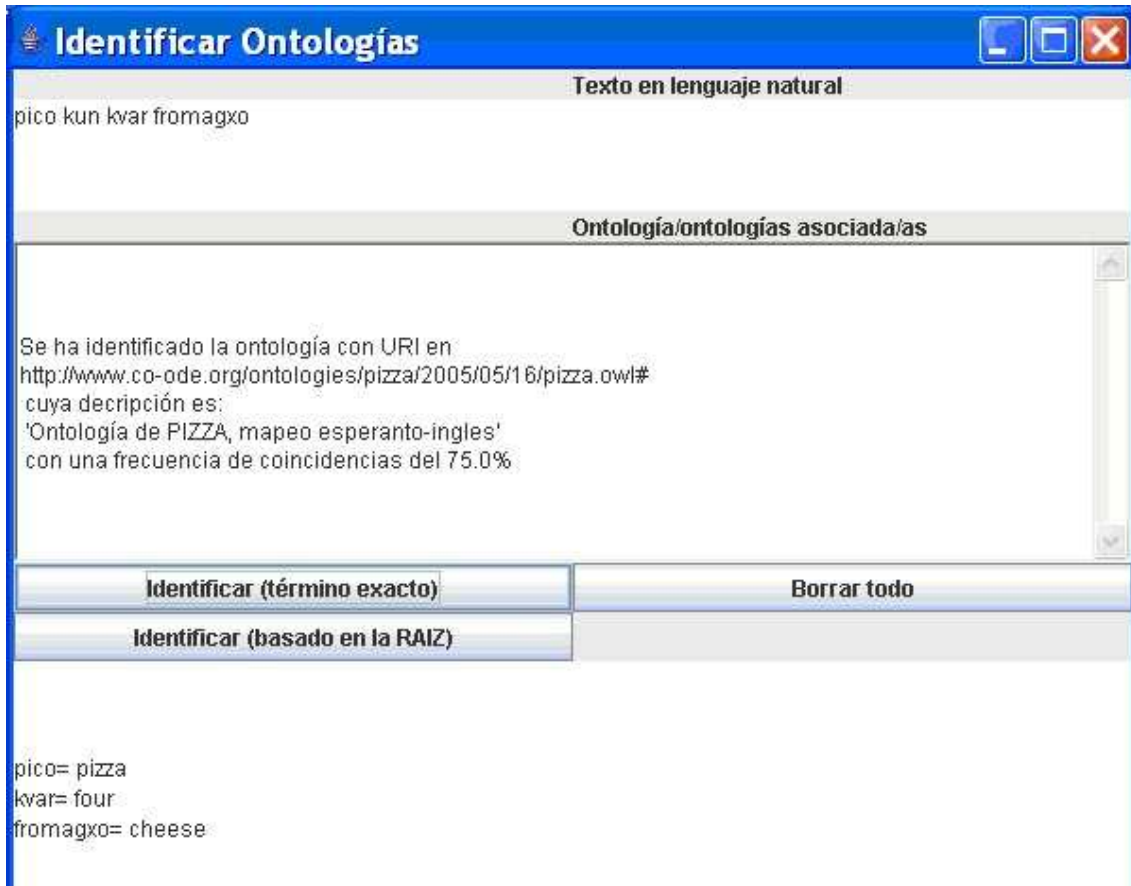 Identificar Ontologías
Texto en lenguaje natural
pico kun kvar fromagxo
Ontología/ontologías asociada/as
Se ha identificado la ontología con URI en
http://www.co-ode.org/ontologies/pizza/2005/05/16/pizza.owl#
cuya decripción es:
'Ontología de PIZZA, mapeo esperanto-ingles'
con una frecuencia de coincidencias del 75.0%
Identificar (término exacto)
Borrar todo
Identificar (basado en la RAIZ)
pico= pizza
kvar= four
fromagxo= cheese